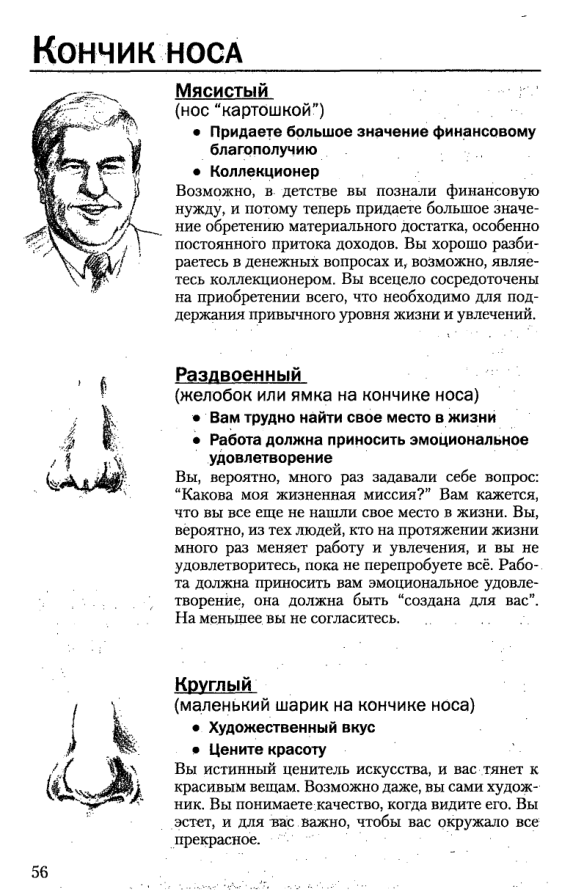 Кончик носа
Мясистый
(нос “картошкой”)
• Придаете большое значение финансовому
благополучию
• Коллекционер
Возможно, в детстве вы познали финансовую
нужду, и потому теперь придаете большое значе-
ние обретению материального достатка, особенно
постоянного притока доходов. Вы хорошо разби-
раетесь в денежных вопросах и, возможно, являе-
тесь коллекционером. Вы всецело сосредоточены
на приобретении всего, что необходимо для под-
держания привычного уровня жизни и увлечений.
Раздвоенный
(желобок или ямка на кончике носа)
• Вам трудно найти свое место в жизни
• Работа должна приносить эмоциональное
удовлетворение
Вы, вероятно, много раз задавали себе вопрос:
“Какова моя жизненная миссия?” Вам кажется,
что вы все еще не нашли свое место в жизни. Вы,
вероятно, из тех людей, кто на протяжении жизни
много раз меняет работу и увлечения, и вы не
удовлетворитесь, пока не перепробуете всё. Рабо-
та должна приносить вам эмоциональное удовле-
творение, она должна быть “создана для вас”.
На меньшее вы не согласитесь.
Круглый
(маленький шарик на кончике носа)
• Художественный вкус
• Цените красоту
Вы истинный ценитель искусства, и вас тянет к
красивым вещам. Возможно даже, вы сами худож-
ник. Вы понимаете качество, когда видите его. Вы
эстет, и для вас важно, чтобы вас окружало все
прекрасное.
56